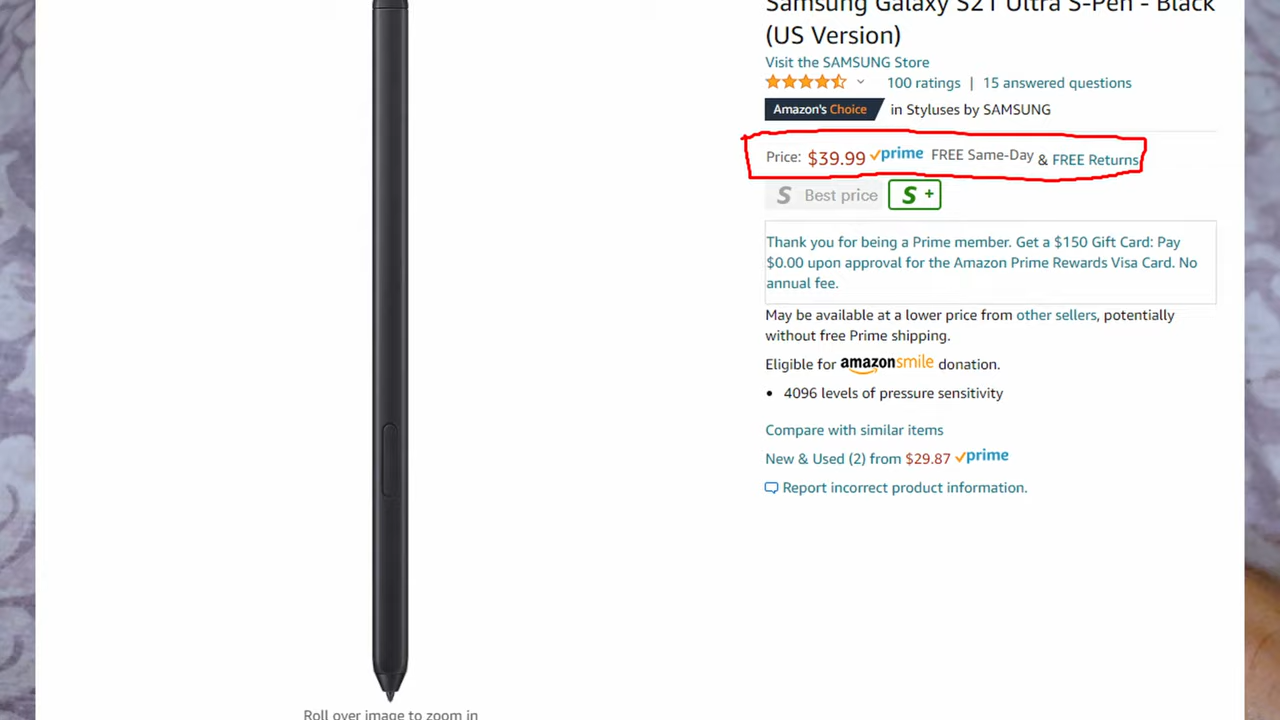 Samsung Galaxy S21 Ultra S-Pen - Black
(US Version)
Visit the SAMSUNG Store
100 ratings | 15 answered questions
Amazon's Choice in Styluses by SAMSUNG
Price: $39.99 prime FREE Same-Day & FREE Returns
S Best price S +
Thank you for being a Prime member. Get a $150 Gift Card: Pay
$0.00 upon approval for the Amazon Prime Rewards Visa Card. No
annual fee.
May be available at a lower price from other sellers, potentially
without free Prime shipping.
Eligible for amazonsmile donation.
• 4096 levels of pressure sensitivity
Compare with similar items
New & Used (2) from $29.87 prime
Report incorrect product information.
Roll over image to zoom in